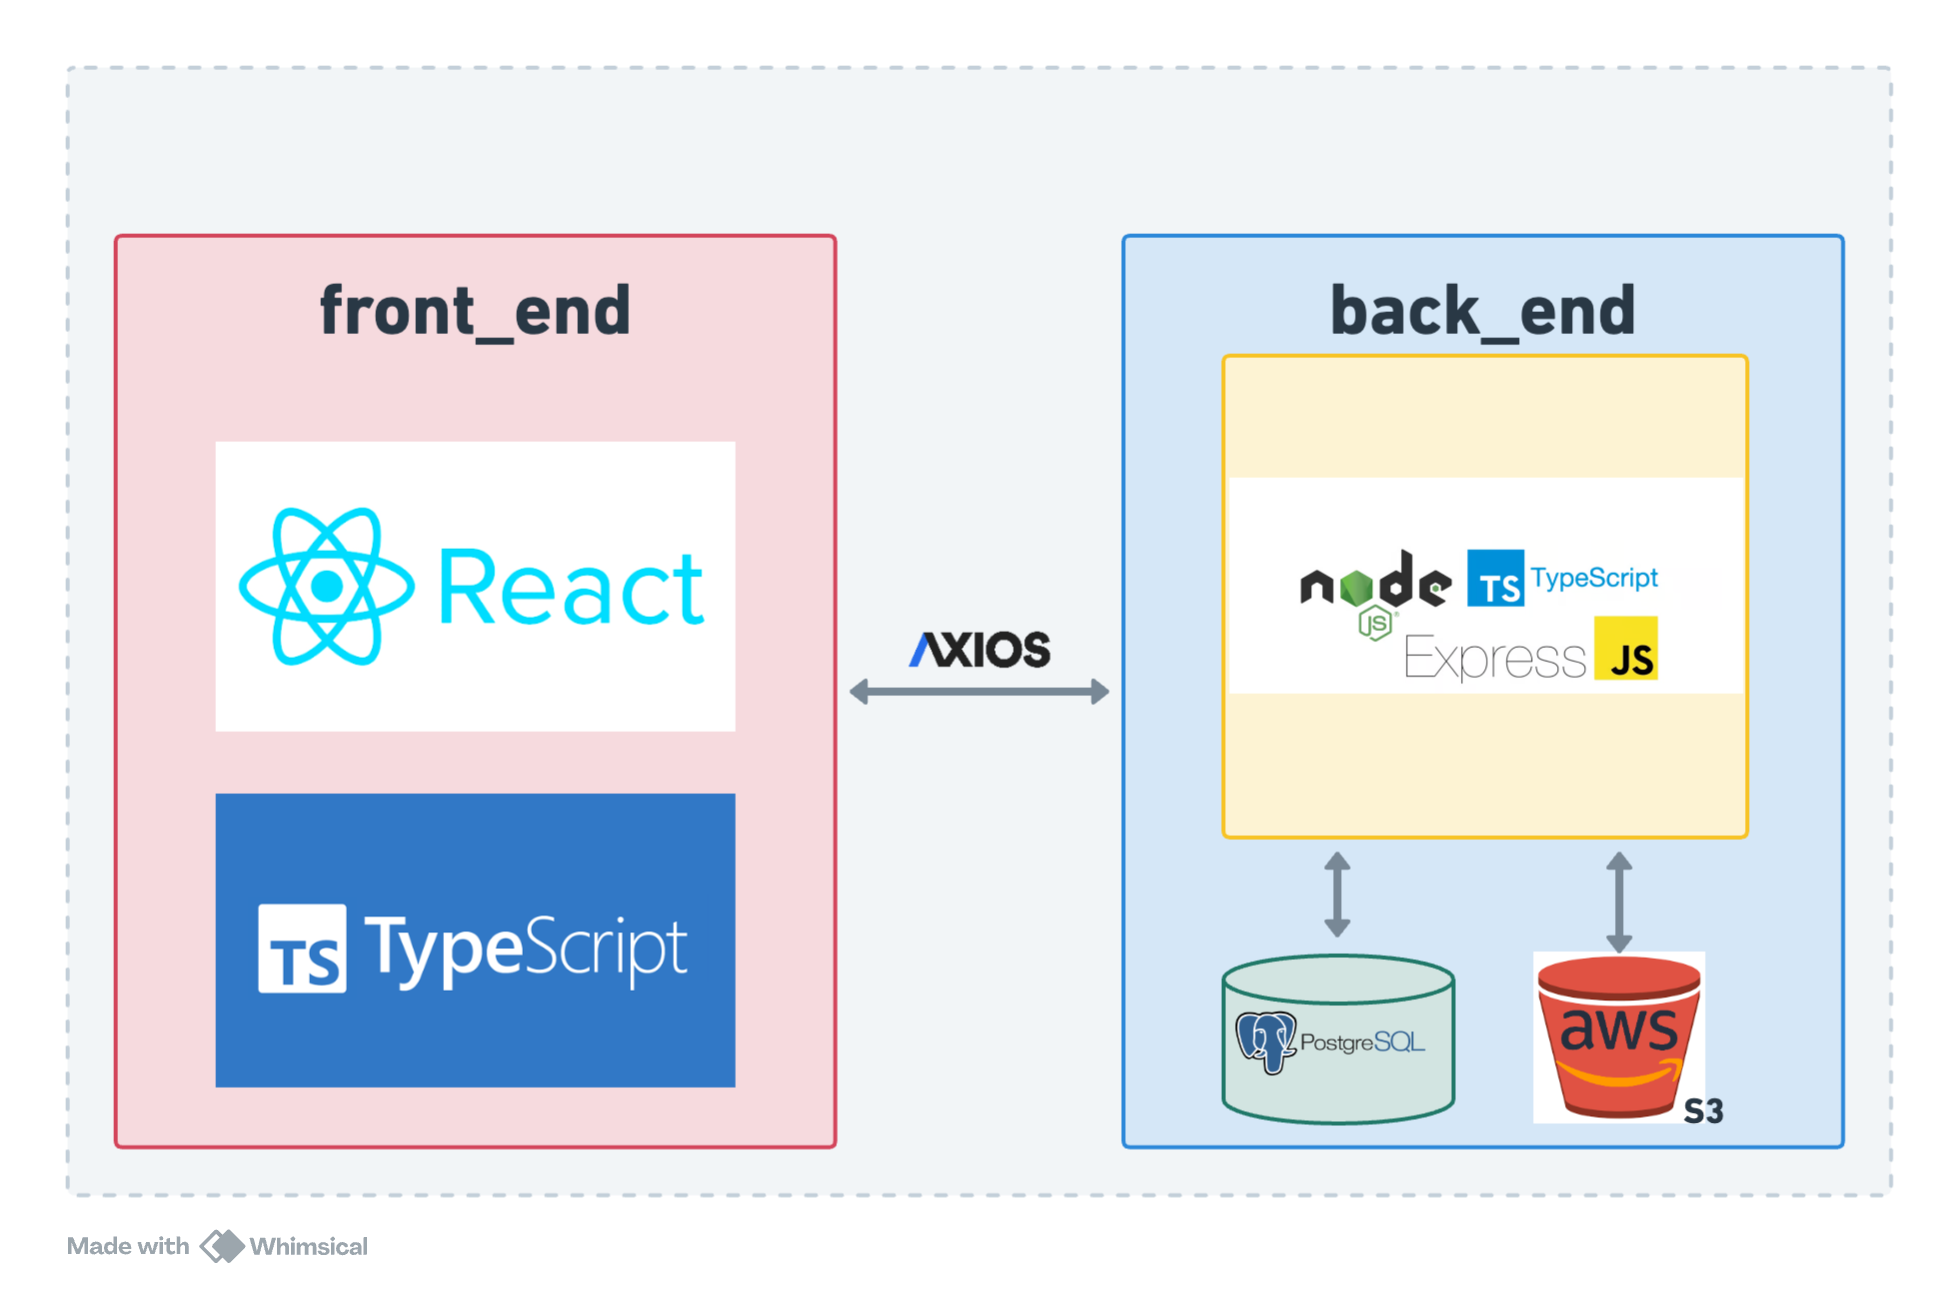 front_end
React
TS TypeScript
AXIOS
back_end
node
JS
TS TypeScript
Express JS
PostgreSQL
aws
S3
Made with Whimsical